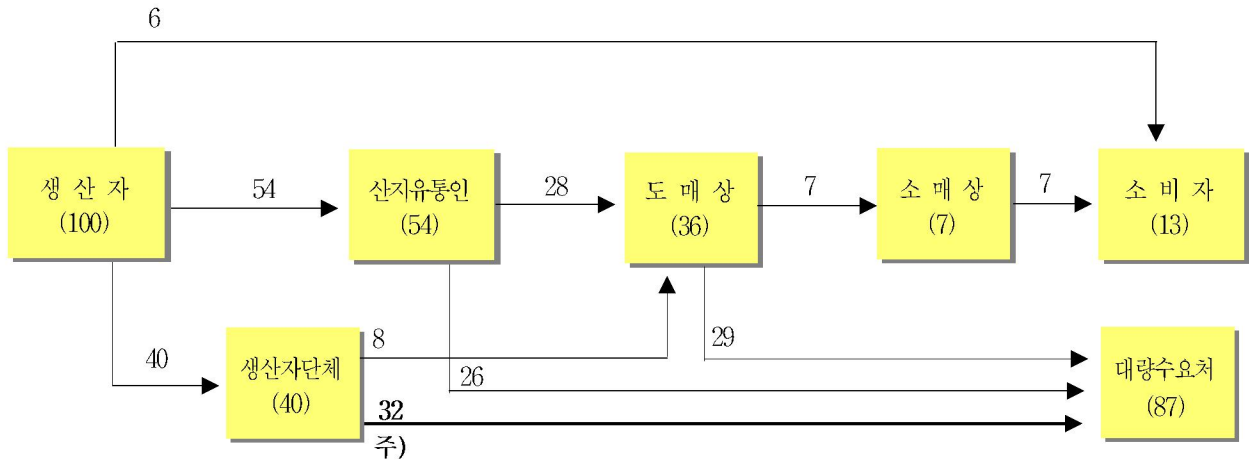 6
생 산 자
(100)
54
산지유통인
(54)
28
도 매 상
(36)
7
소 매 상
(7)
7
소 비 자
(13)
40
생산자단체
(40)
8
26
29
32
주)
대량수요처
(87)